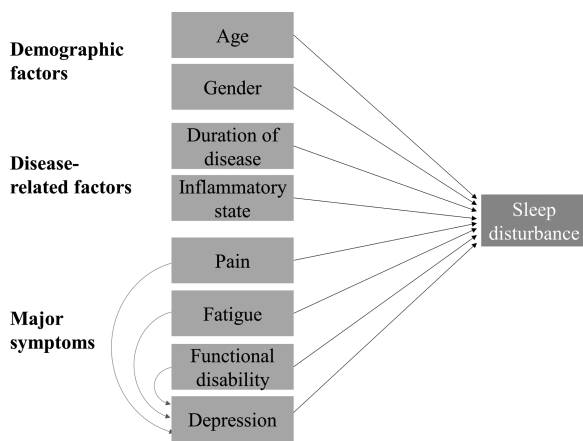 Demographic
factors
Age
Gender
Disease-
related factors
Duration of
disease
Inflammatory
state
Major
symptoms
Pain
Fatigue
Functional
disability
Depression
Sleep
disturbance